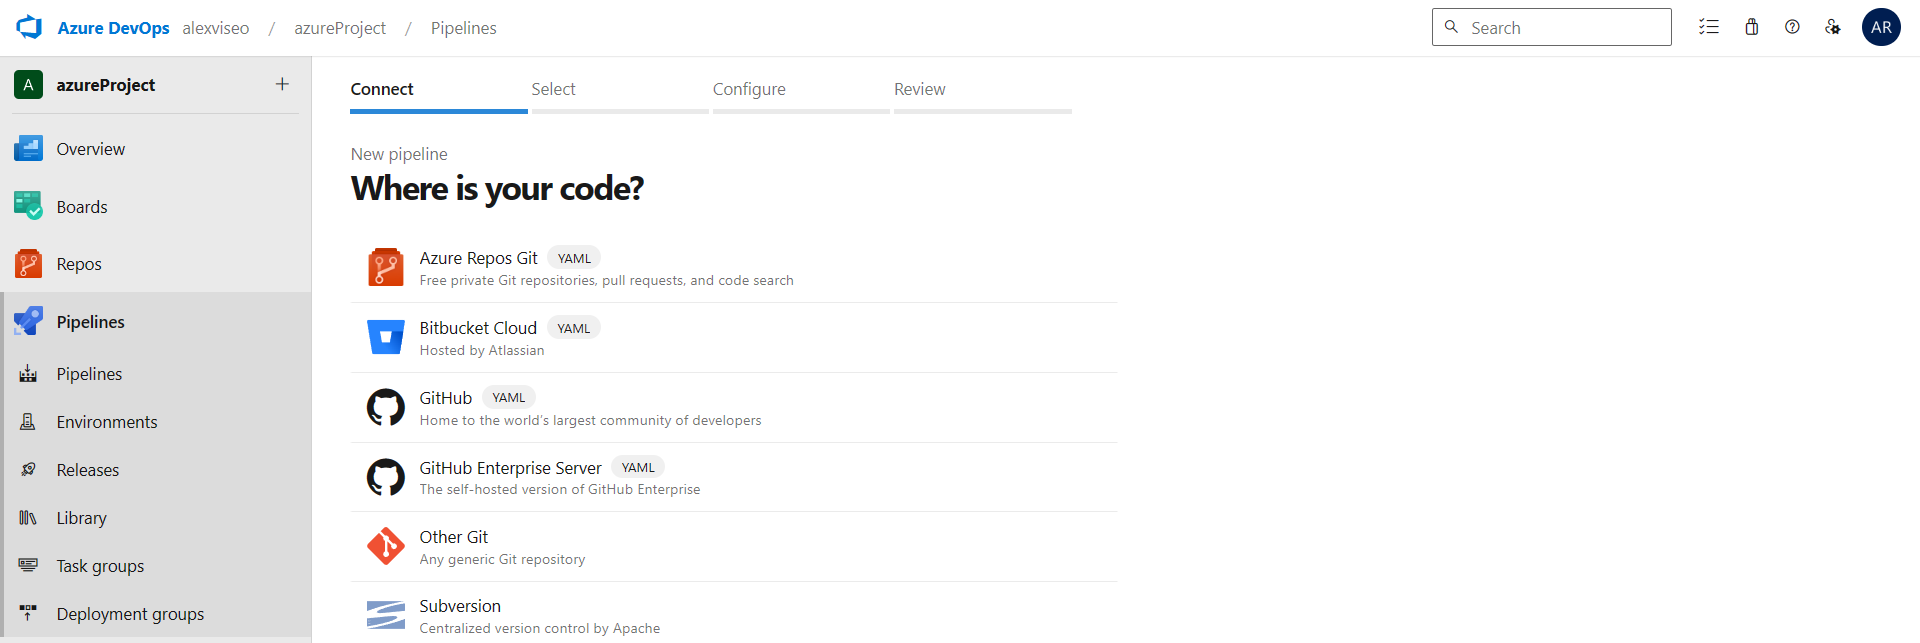 Azure DevOps alexviseo / azureProject / Pipelines
Search
AR
A azureProject +
Overview
Boards
Repos
Pipelines
Pipelines
Environments
Releases
Library
Task groups
Deployment groups
Connect Select Configure Review
New pipeline
Where is your code?
Azure Repos Git YAML
Free private Git repositories, pull requests, and code search
Bitbucket Cloud YAML
Hosted by Atlassian
GitHub YAML
Home to the world’s largest community of developers
GitHub Enterprise Server YAML
The self-hosted version of GitHub Enterprise
Other Git
Any generic Git repository
Subversion
Centralized version control by Apache